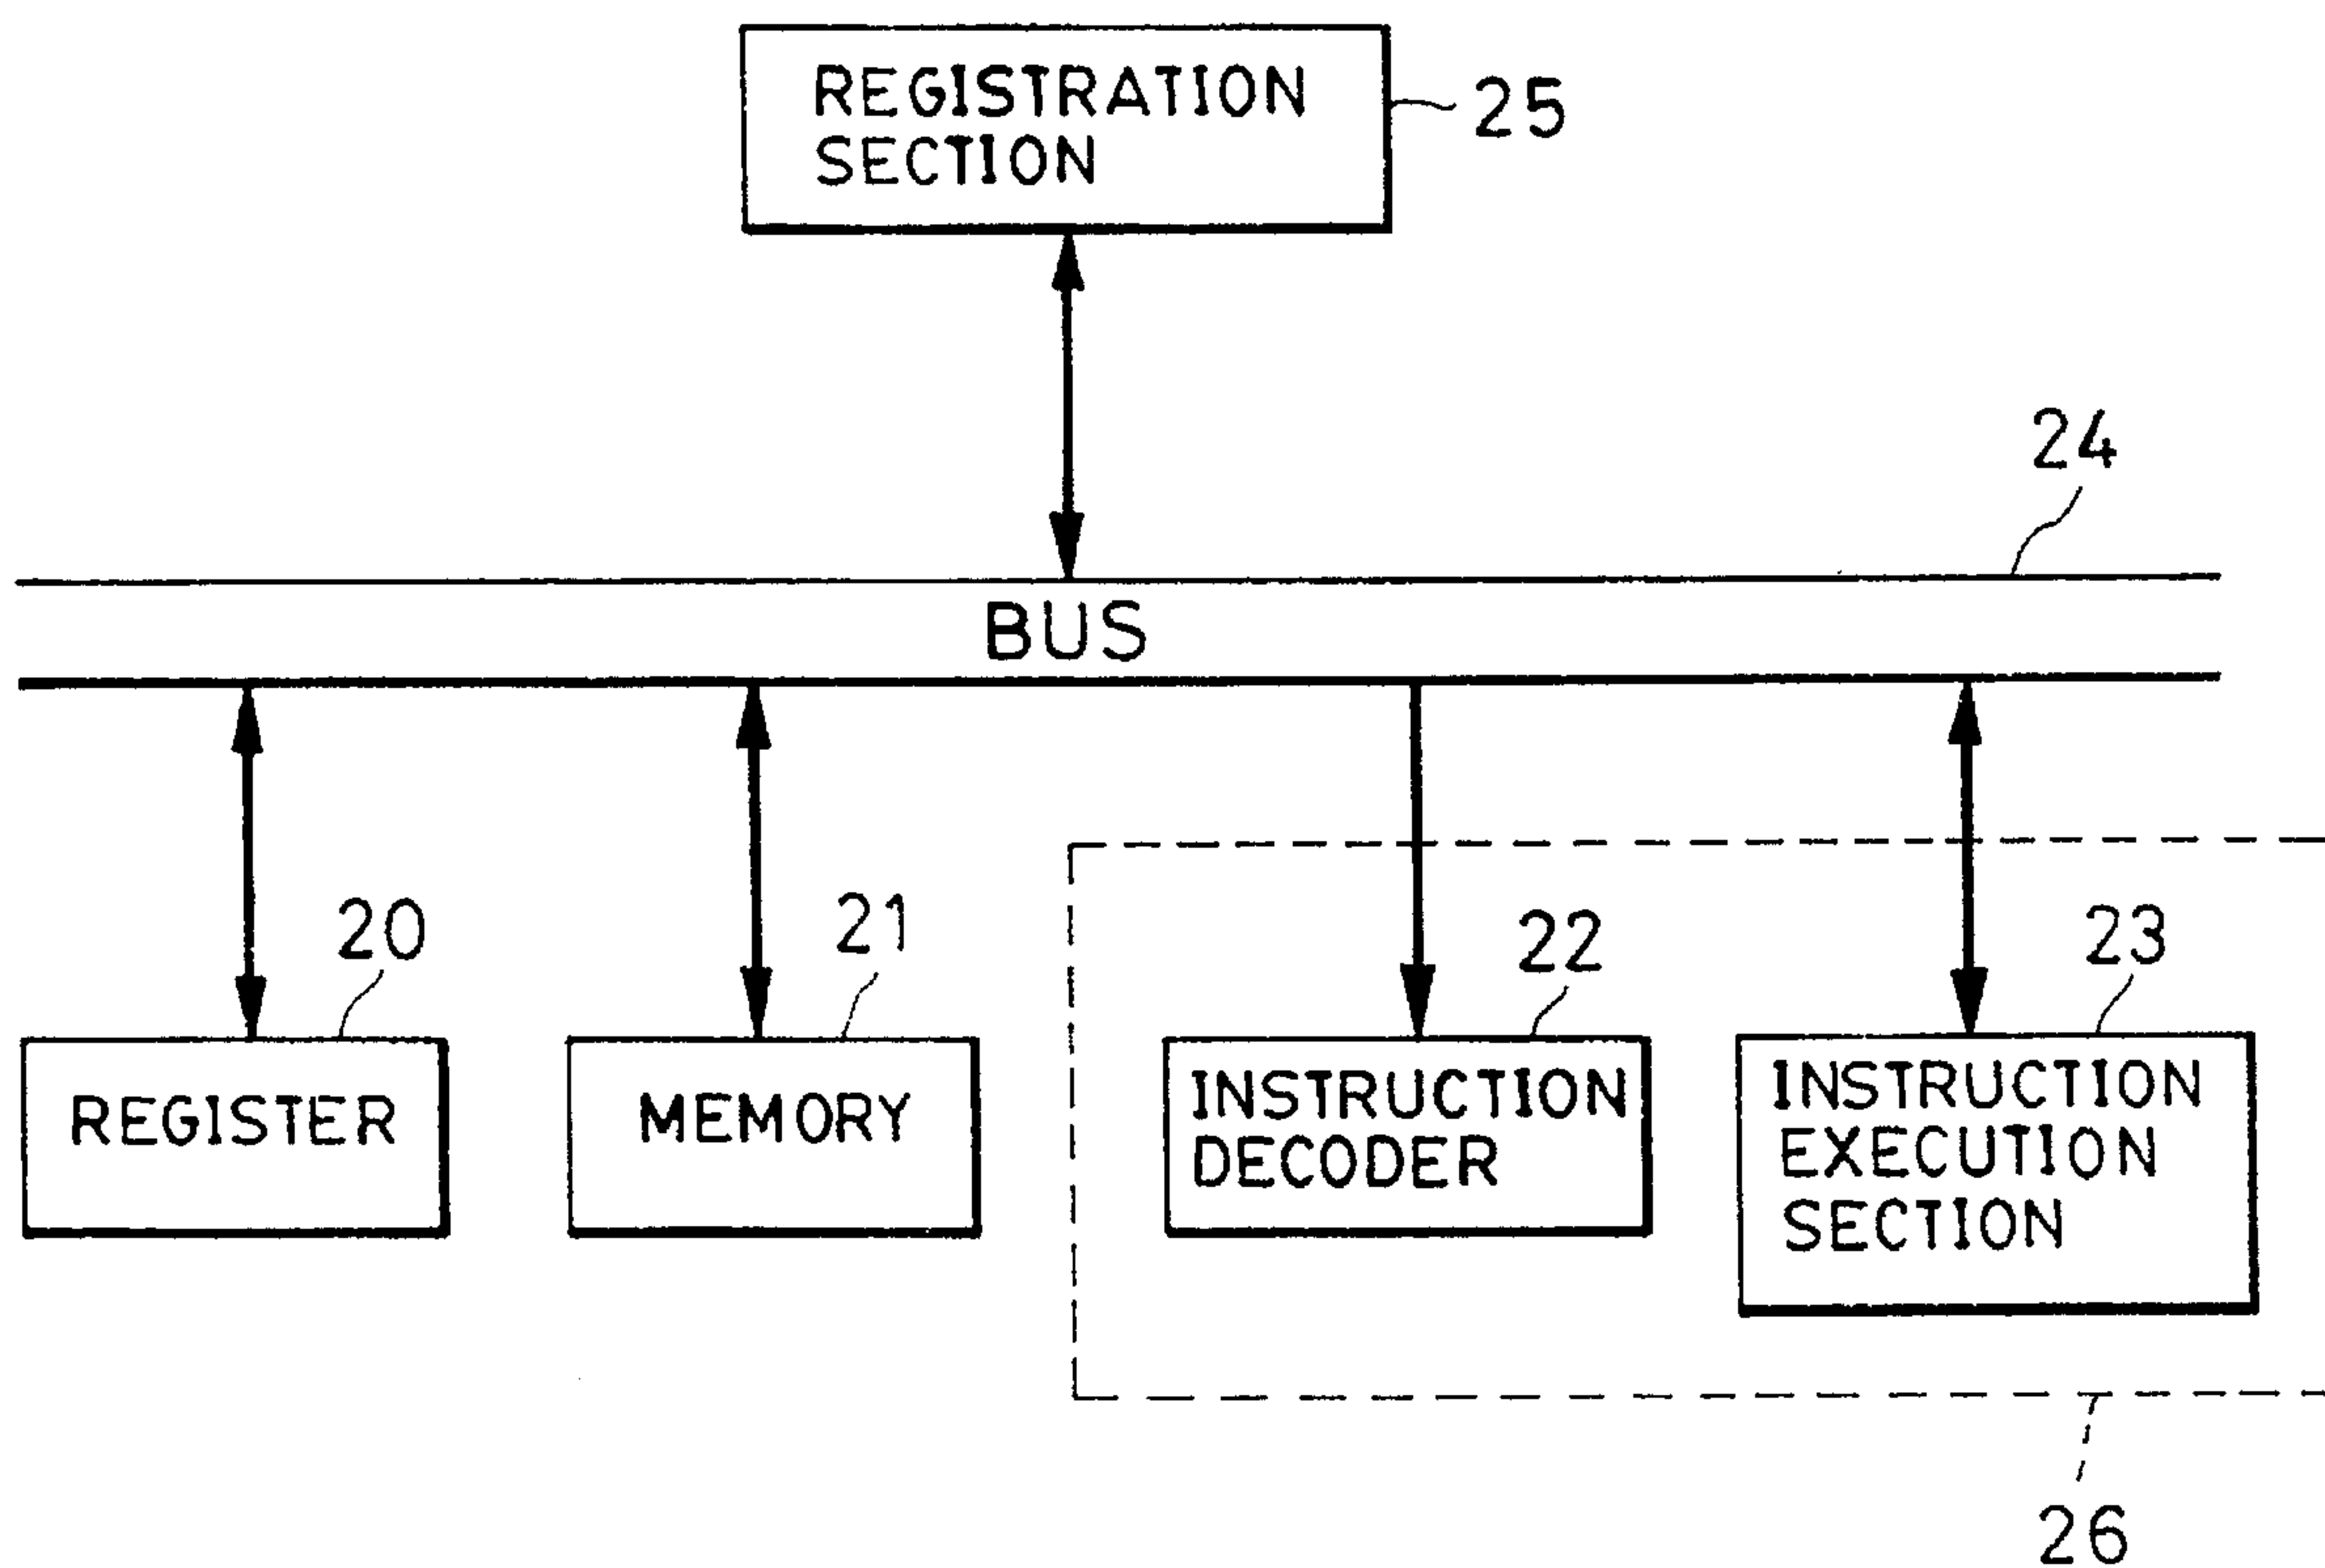 REGISTRATION
SECTION
25
24
BUS
20
21
22
23
REGISTER
MEMORY
INSTRUCTION
DECODER
INSTRUCTION
EXECUTION
SECTION
26